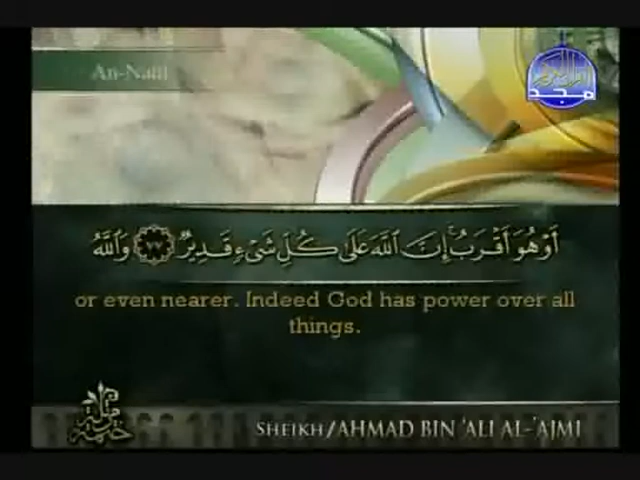 An-Nahl
مجد
أَوْ هُوَ أَقْرَبُ ۚ إِنَّ اللَّهَ عَلَىٰ كُلِّ شَيْءٍ قَدِيرٌ ٧٧ وَاللَّهُ
or even nearer. Indeed God has power over all
things.
SHEIKH/AHMAD BIN 'ALI AL-'AJMI